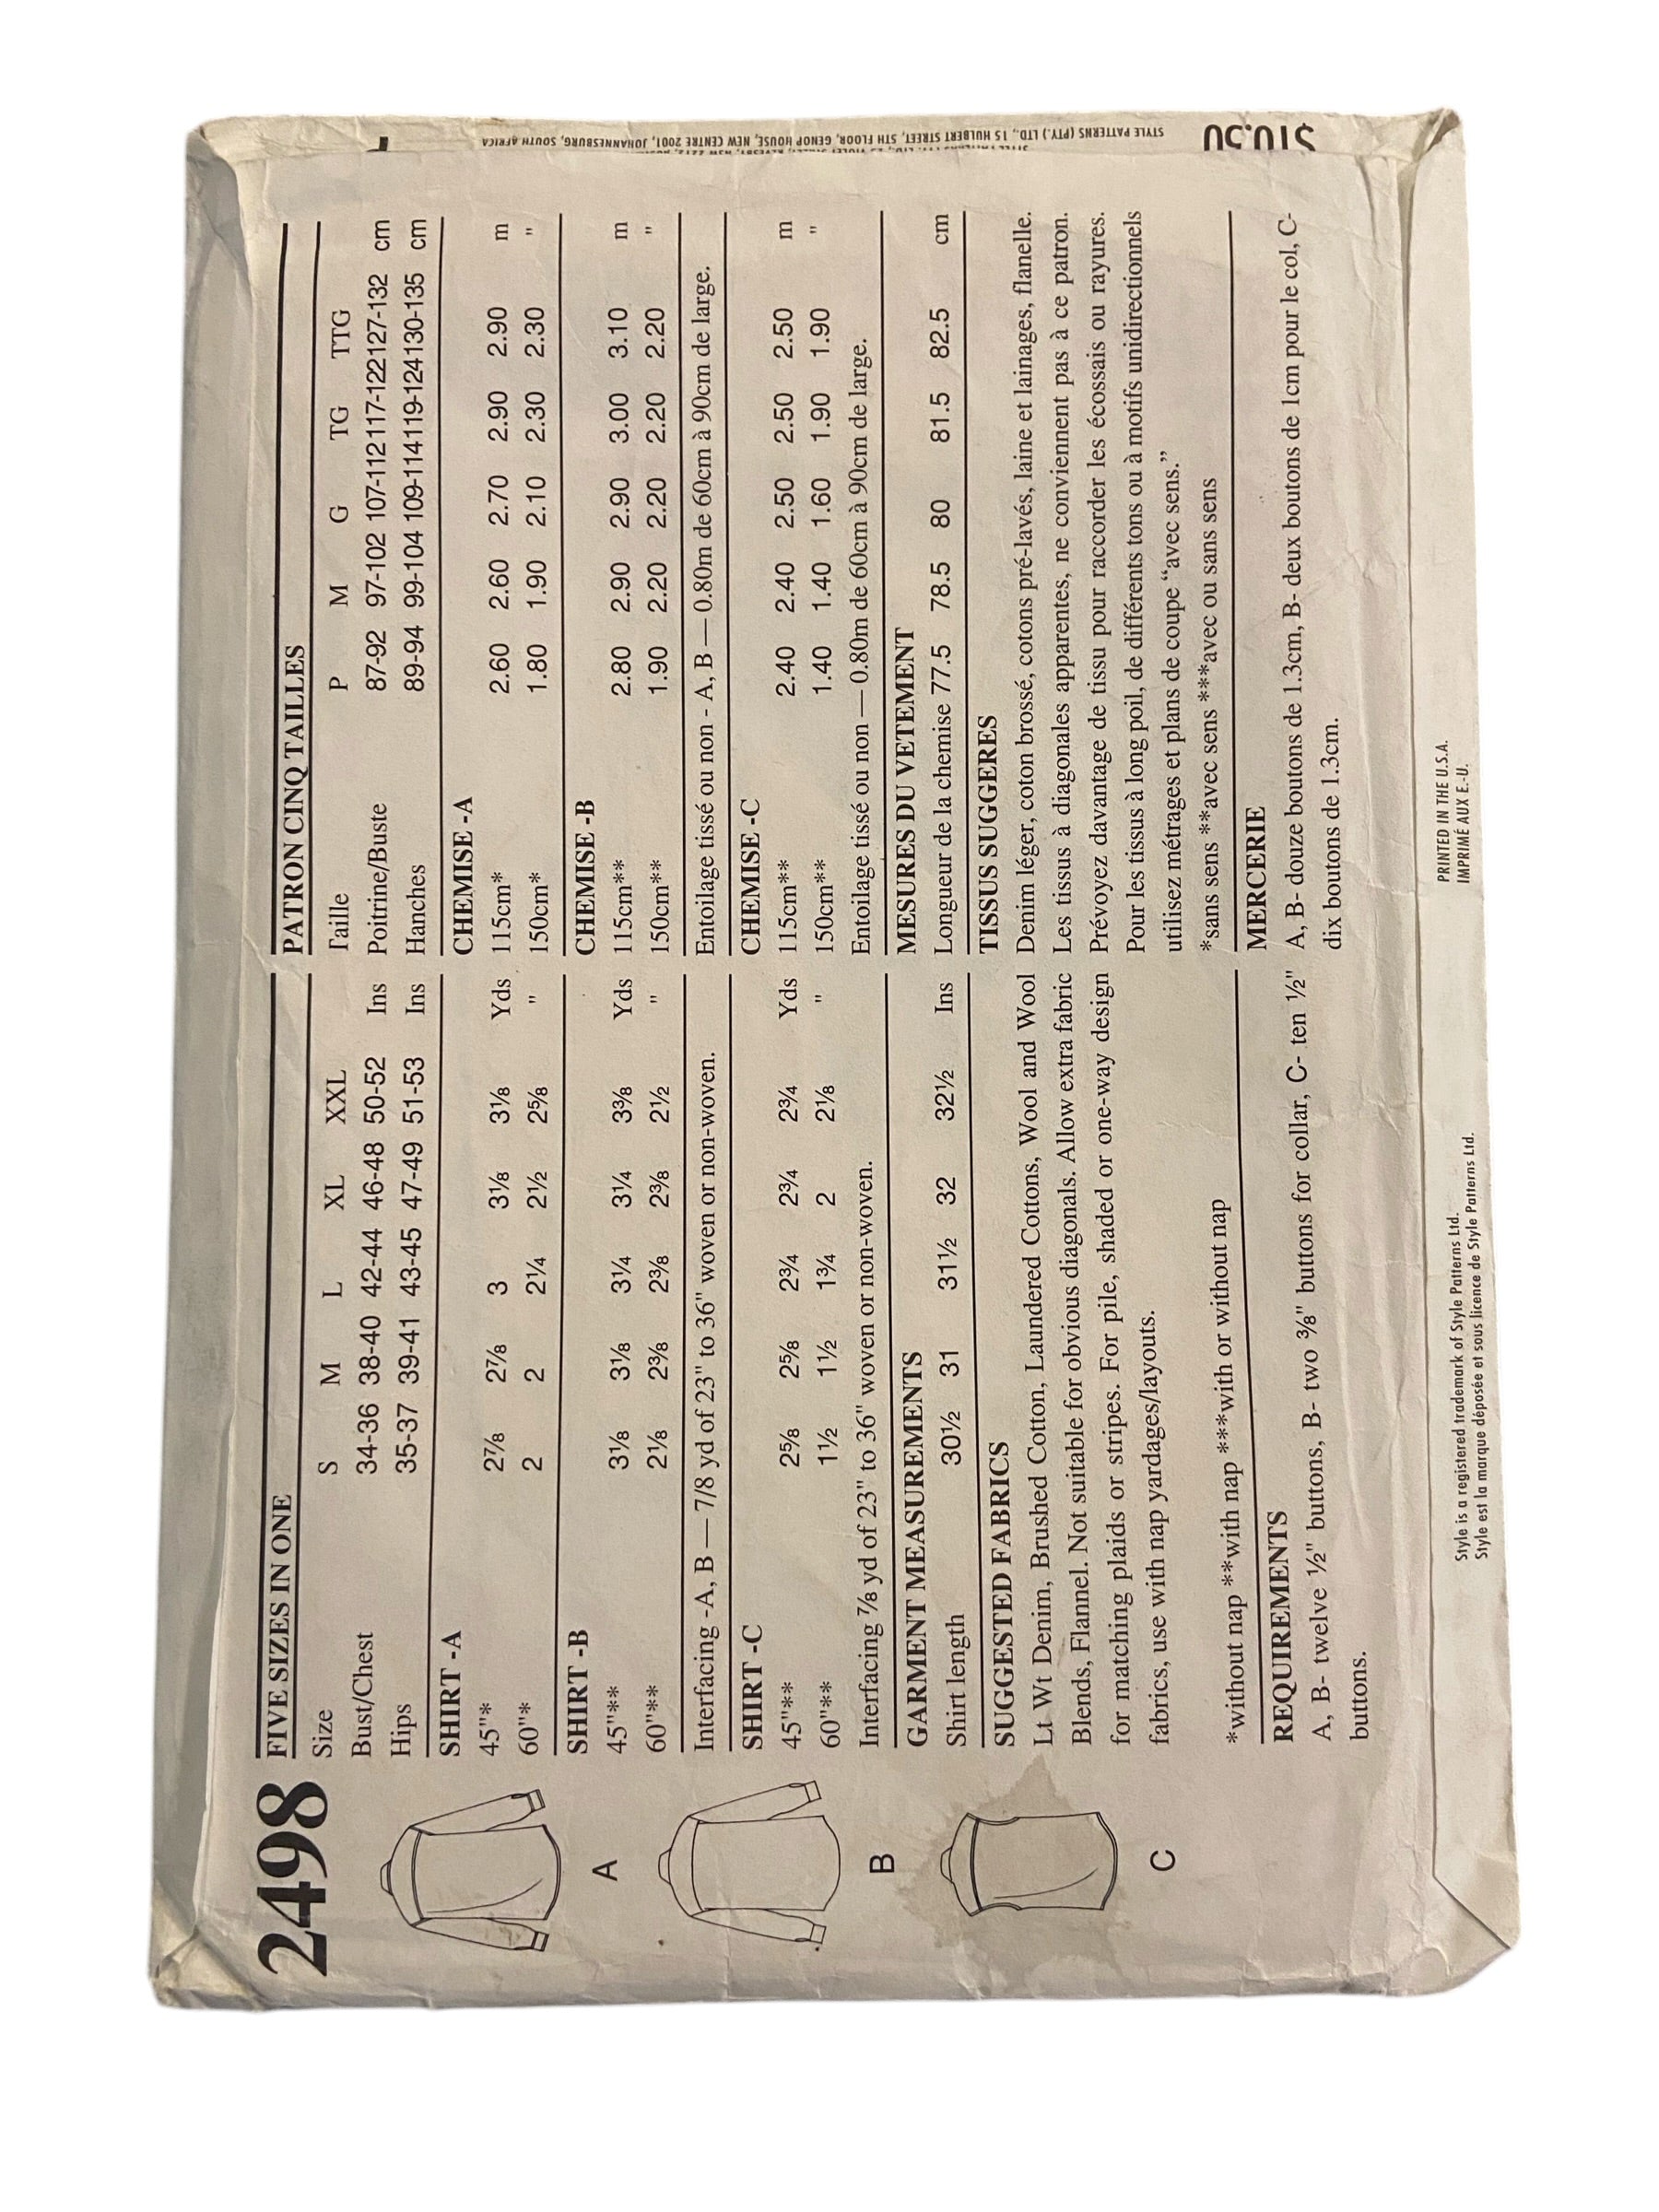 2498
A
B
C
FIVE SIZES IN ONE
Size S M L XL XXL
Bust/Chest 34-36 38-40 42-44 46-48 50-52 Ins
Hips 35-37 39-41 43-45 47-49 51-53 Ins
SHIRT -A
45"* 2⅞ 2⅞ 3 3⅛ 3⅛ Yds
60"* 2 2 2¼ 2½ 2⅝ "
SHIRT -B
45"** 3⅛ 3⅛ 3¼ 3¼ 3⅜ Yds
60"** 2⅛ 2⅜ 2⅜ 2⅜ 2½ "
Interfacing -A, B — 7/8 yd of 23" to 36" woven or non-woven.
SHIRT -C
45"** 2⅝ 2⅝ 2¾ 2¾ 2¾ Yds
60"** 1½ 1½ 1¾ 2 2⅛ "
Interfacing ⅞ yd of 23" to 36" woven or non-woven.
GARMENT MEASUREMENTS
Shirt length 30½ 31 31½ 32 32½ Ins
SUGGESTED FABRICS
Lt Wt Denim, Brushed Cotton, Laundered Cottons, Wool and Wool
Blends, Flannel. Not suitable for obvious diagonals. Allow extra fabric
for matching plaids or stripes. For pile, shaded or one-way design
fabrics, use with nap yardages/layouts.
*without nap **with nap ***with or without nap
REQUIREMENTS
A, B- twelve ½" buttons, B- two ⅜" buttons for collar, C- ten ½"
buttons.
PATRON CINQ TAILLES
Taille P M G TG TTG
Poitrine/Buste 87-92 97-102 107-112 117-122 127-132 cm
Hanches 89-94 99-104 109-114 119-124 130-135 cm
CHEMISE -A
115cm* 2.60 2.60 2.70 2.90 2.90 m
150cm* 1.80 1.90 2.10 2.30 2.30 "
CHEMISE -B
115cm** 2.80 2.90 2.90 3.00 3.10 m
150cm** 1.90 2.20 2.20 2.20 2.20 "
Entoilage tissé ou non - A, B — 0.80m de 60cm à 90cm de large.
CHEMISE -C
115cm** 2.40 2.40 2.50 2.50 2.50 m
150cm** 1.40 1.40 1.60 1.90 1.90 "
Entoilage tissé ou non — 0.80m de 60cm à 90cm de large.
MESURES DU VETEMENT
Longueur de la chemise 77.5 78.5 80 81.5 82.5 cm
TISSUS SUGGERES
Denim léger, coton brossé, cotons pré-lavés, laine et lainages, flanelle.
Les tissus à diagonales apparentes, ne conviennent pas à ce patron.
Prévoyez davantage de tissu pour raccorder les écossais ou rayures.
Pour les tissus à long poil, de différents tons ou à motifs unidirectionnels
utilisez métrages et plans de coupe “avec sens.”
*sans sens **avec sens ***avec ou sans sens
MERCERIE
A, B- douze boutons de 1.3cm, B- deux boutons de 1cm pour le col, C-
dix boutons de 1.3cm.
Style is a registered trademark of Style Patterns Ltd.
Style est la marque déposée et sous licence de Style Patterns Ltd.
PRINTED IN THE U.S.A.
IMPRIMÉ AUX E.-U.
STYLE PATTERNS (PTY.) LTD., 15 HULBERT STREET, 5TH FLOOR, GENOP HOUSE, NEW CENTRE 2001, JOHANNESBURG, SOUTH AFRICA
$10.50